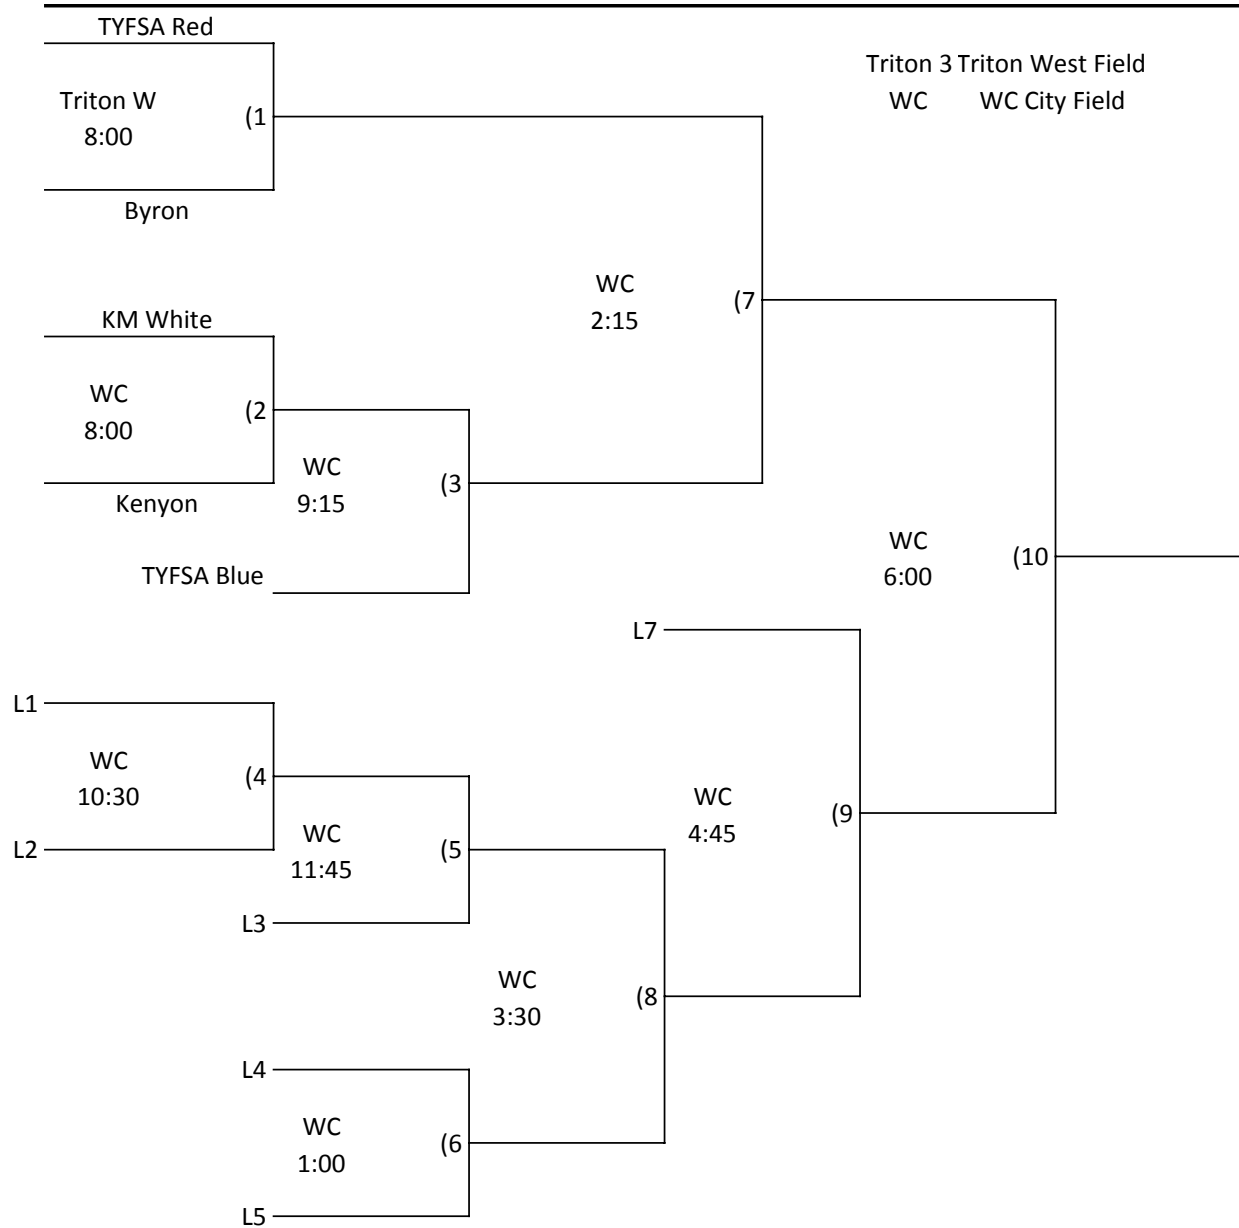 TYFSA Red
Triton 3 Triton West Field
Triton W
WC WC City Field
(1
8:00
Byron
WC
(7
2:15
KM White
WC
(2
8:00
WC
(3
9:15
Kenyon
WC
(10
6:00
TYFSA Blue
L7
L1
WC
(4
10:30
WC
(9
4:45
L2
WC
(5
11:45
L3
WC
(8
3:30
L4
WC
(6
1:00
L5